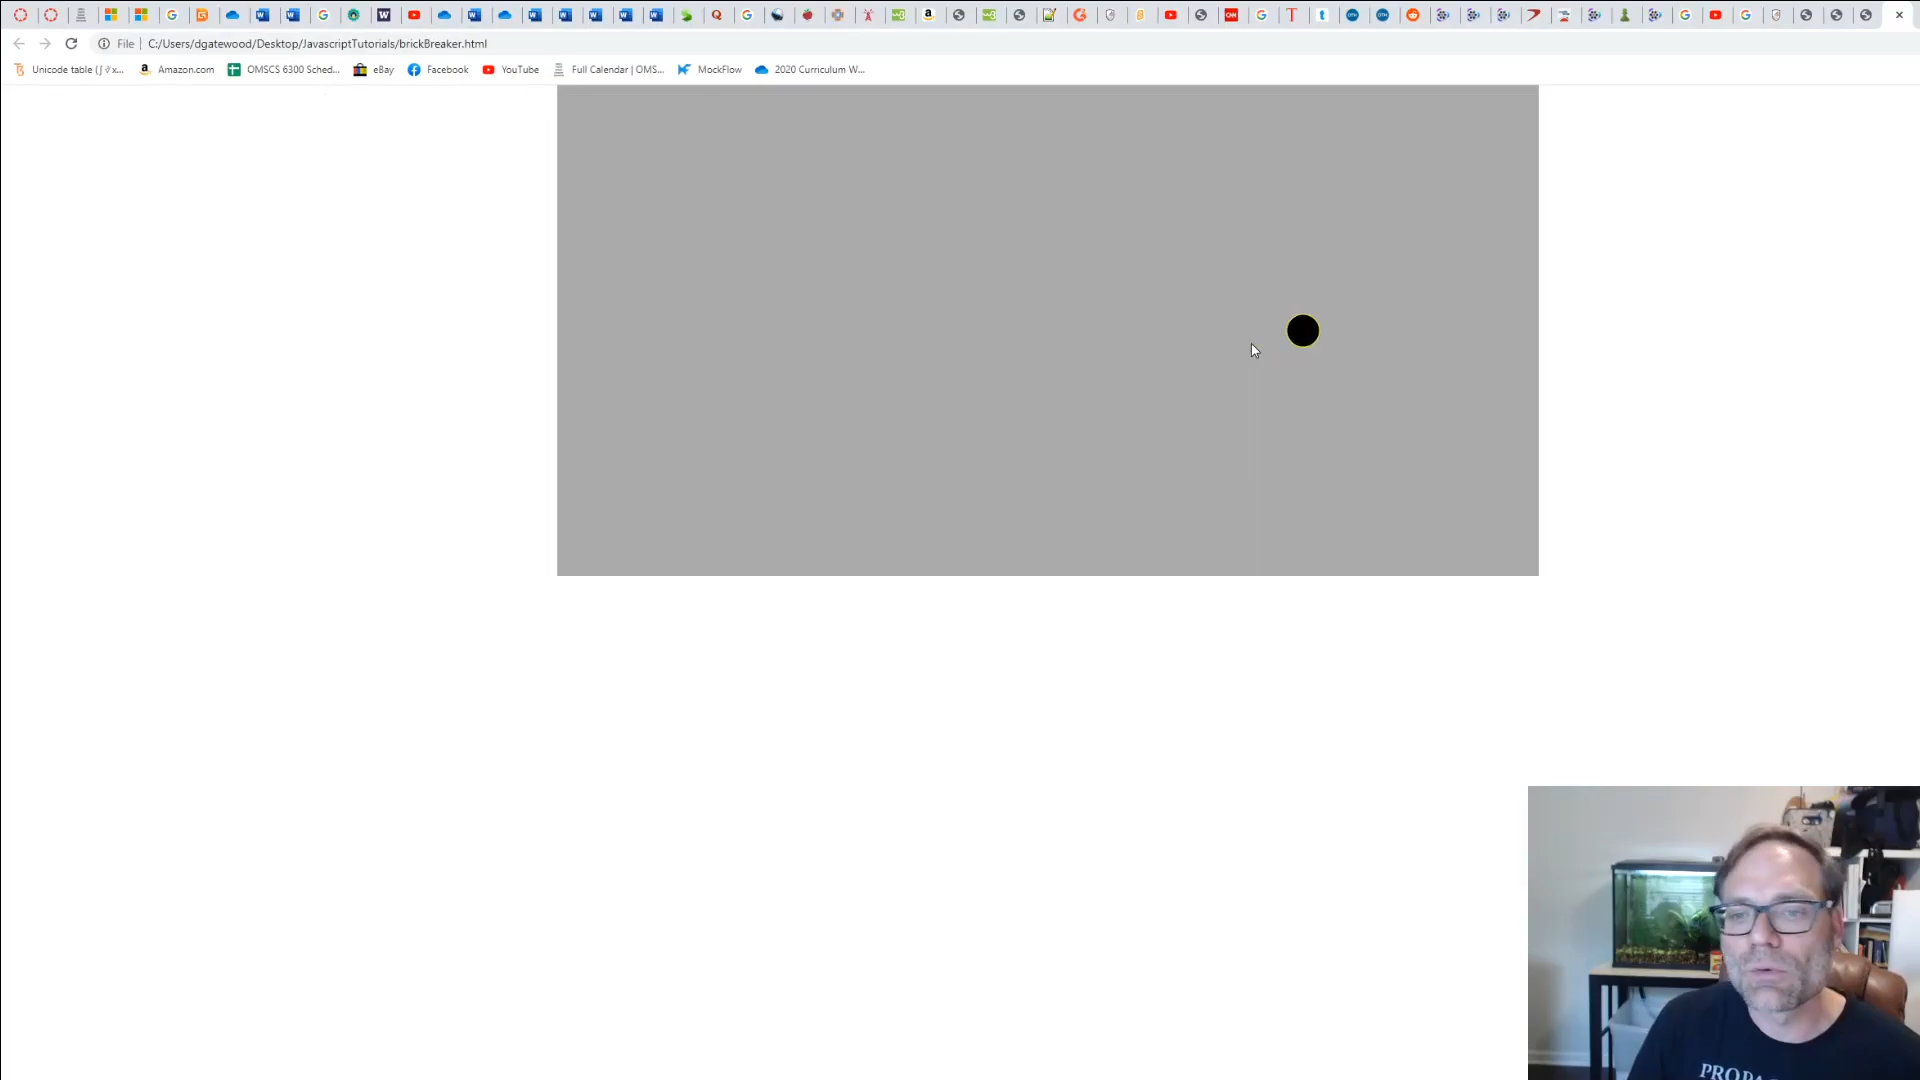 File C:/Users/dgatewood/Desktop/JavascriptTutorials/brickBreaker.html
Unicode table (∫√x... Amazon.com OMSCS 6300 Sched... eBay Facebook YouTube Full Calendar | OMS... MockFlow 2020 Curriculum W...